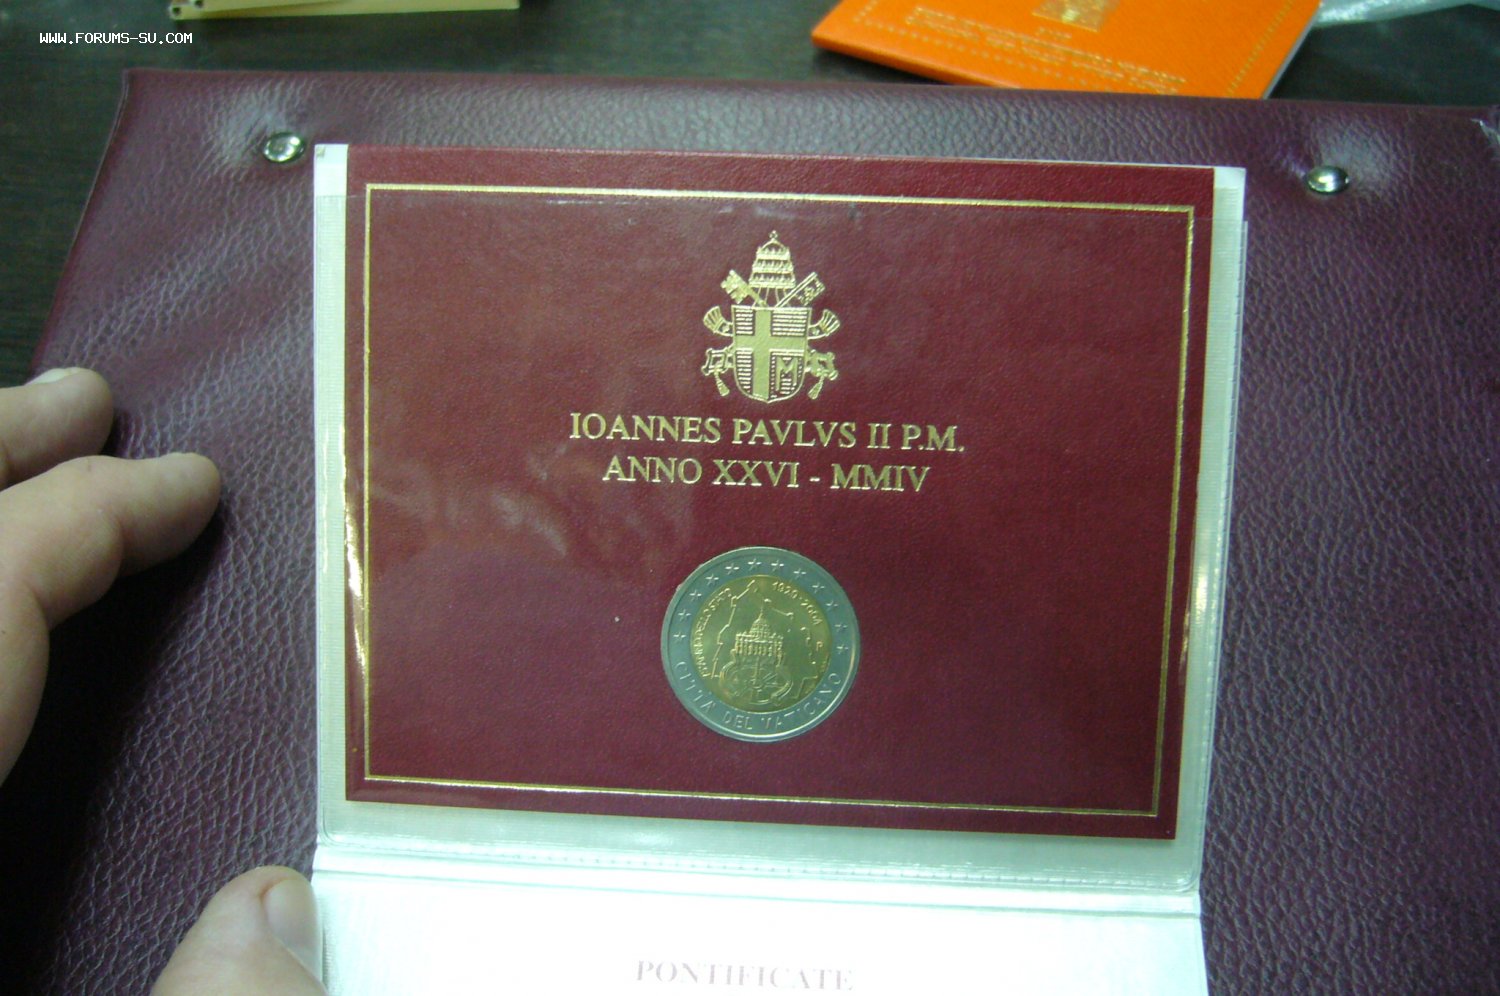 WWW.FORUMS-SU.COM
IOANNES PAVLVS II P.M.
ANNO XXVI - MMIV
1929-2004
R
CITTA' DEL VATICANO
PONTIFICATE